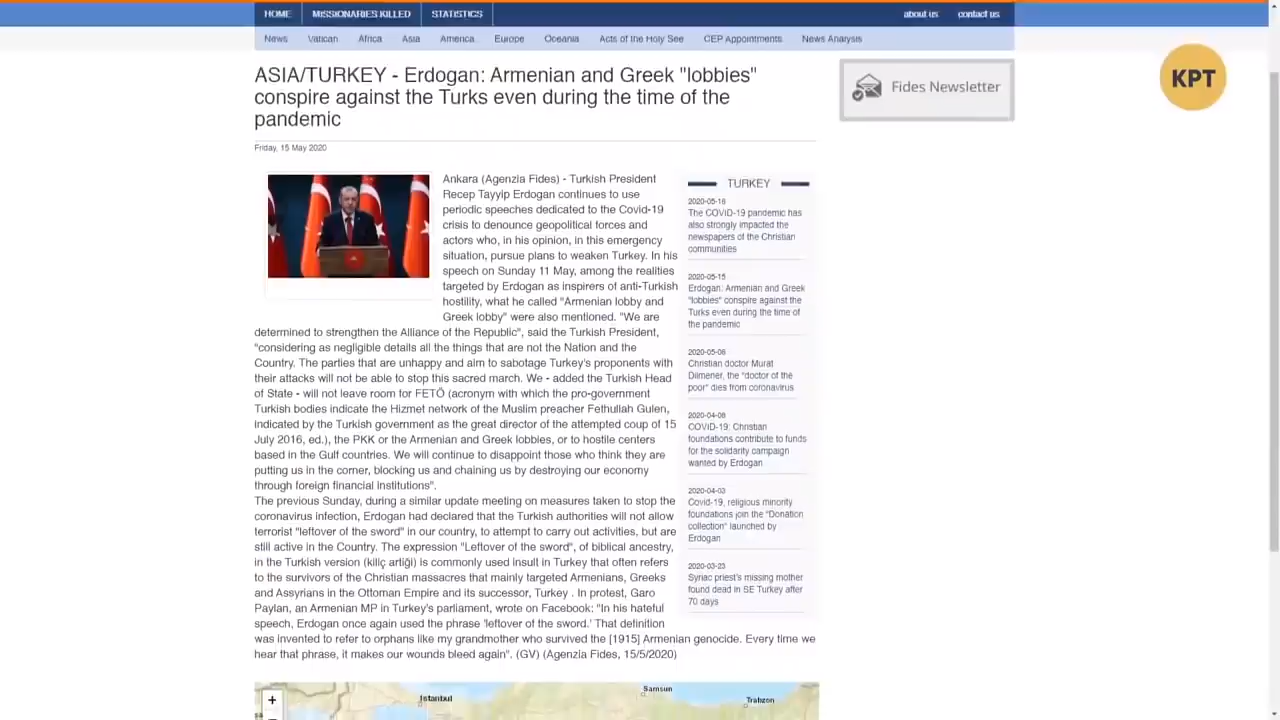 HOME
MISSIONARIES KILLED
STATISTICS
about us
contact us
News
Vatican
Africa
Asia
America
Europe
Oceania
Acts of the Holy See
CEP Appointments
News Analysis
ASIA/TURKEY - Erdogan: Armenian and Greek "lobbies"
conspire against the Turks even during the time of the
pandemic
Fides Newsletter
KPT
Friday, 15 May 2020
Ankara (Agenzia Fides) - Turkish President
Recep Tayyip Erdogan continues to use
periodic speeches dedicated to the Covid-19
crisis to denounce geopolitical forces and
actors who, in his opinion, in this emergency
situation, pursue plans to weaken Turkey. In his
speech on Sunday 11 May, among the realities
targeted by Erdogan as inspirers of anti-Turkish
hostility, what he called "Armenian lobby and
Greek lobby" were also mentioned. "We are
determined to strengthen the Alliance of the Republic", said the Turkish President,
"considering as negligible details all the things that are not the Nation and the
Country. The parties that are unhappy and aim to sabotage Turkey's proponents with
their attacks will not be able to stop this sacred march. We - added the Turkish Head
of State - will not leave room for FETÖ (acronym with which the pro-government
Turkish bodies indicate the Hizmet network of the Muslim preacher Fethullah Gulen,
indicated by the Turkish government as the great director of the attempted coup of 15
July 2016, ed.), the PKK or the Armenian and Greek lobbies, or to hostile centers
based in the Gulf countries. We will continue to disappoint those who think they are
putting us in the corner, blocking us and chaining us by destroying our economy
through foreign financial institutions".
The previous Sunday, during a similar update meeting on measures taken to stop the
coronavirus infection, Erdogan had declared that the Turkish authorities will not allow
terrorist "leftover of the sword" in our country, to attempt to carry out activities, but are
still active in the Country. The expression "Leftover of the sword", of biblical ancestry,
in the Turkish version (kiliç artiği) is commonly used insult in Turkey that often refers
to the survivors of the Christian massacres that mainly targeted Armenians, Greeks
and Assyrians in the Ottoman Empire and its successor, Turkey . In protest, Garo
Paylan, an Armenian MP in Turkey's parliament, wrote on Facebook: "In his hateful
speech, Erdogan once again used the phrase 'leftover of the sword.' That definition
was invented to refer to orphans like my grandmother who survived the [1915] Armenian genocide. Every time we
hear that phrase, it makes our wounds bleed again". (GV) (Agenzia Fides, 15/5/2020)
TURKEY
2020-05-16
The COVID-19 pandemic has
also strongly impacted the
newspapers of the Christian
communities
2020-05-15
Erdogan: Armenian and Greek
"lobbies" conspire against the
Turks even during the time of
the pandemic
2020-05-06
Christian doctor Murat
Dilmener, the "doctor of the
poor" dies from coronavirus
2020-04-08
COVID-19: Christian
foundations contribute to funds
for the solidarity campaign
wanted by Erdogan
2020-04-03
Covid-19, religious minority
foundations join the "Donation
collection" launched by
Erdogan
2020-03-23
Syriac priest's missing mother
found dead in SE Turkey after
70 days
+
Istanbul
Samsun
Trabzon